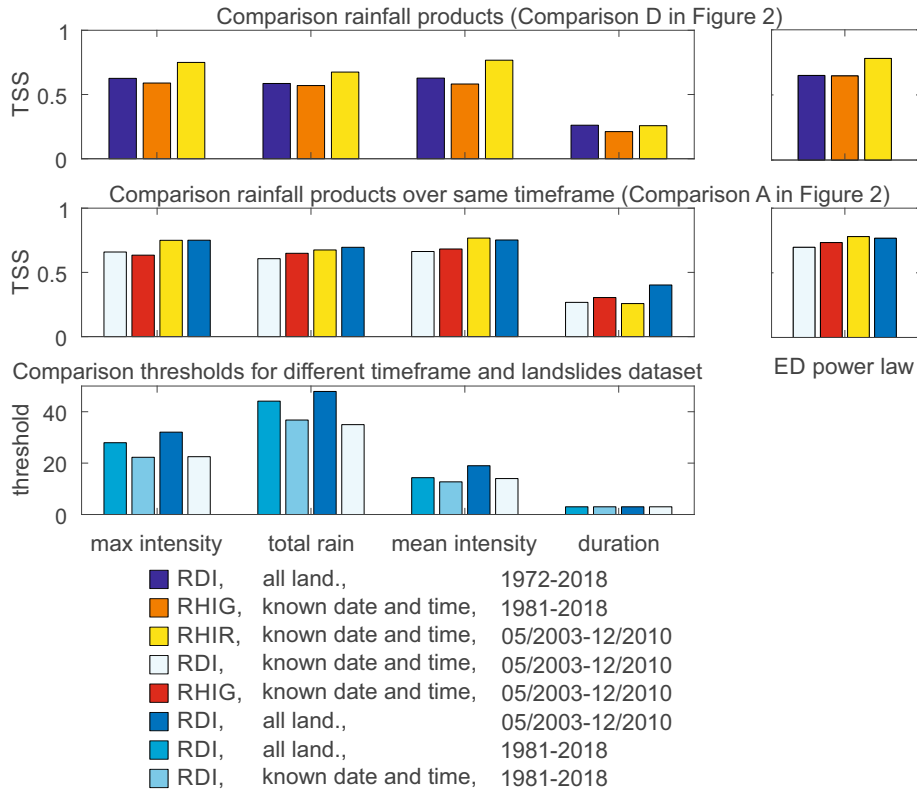 Comparison rainfall products (Comparison D in Figure 2)
1
0.5
0
TSS
Comparison rainfall products over same timeframe (Comparison A in Figure 2)
1
0.5
0
TSS
ED power law
Comparison thresholds for different timeframe and landslides dataset
40
20
0
threshold
max intensity total rain mean intensity duration
RDI, all land., 1972-2018
RHIG, known date and time, 1981-2018
RHIR, known date and time, 05/2003-12/2010
RDI, known date and time, 05/2003-12/2010
RHIG, known date and time, 05/2003-12/2010
RDI, all land., 05/2003-12/2010
RDI, all land., 1981-2018
RDI, known date and time, 1981-2018